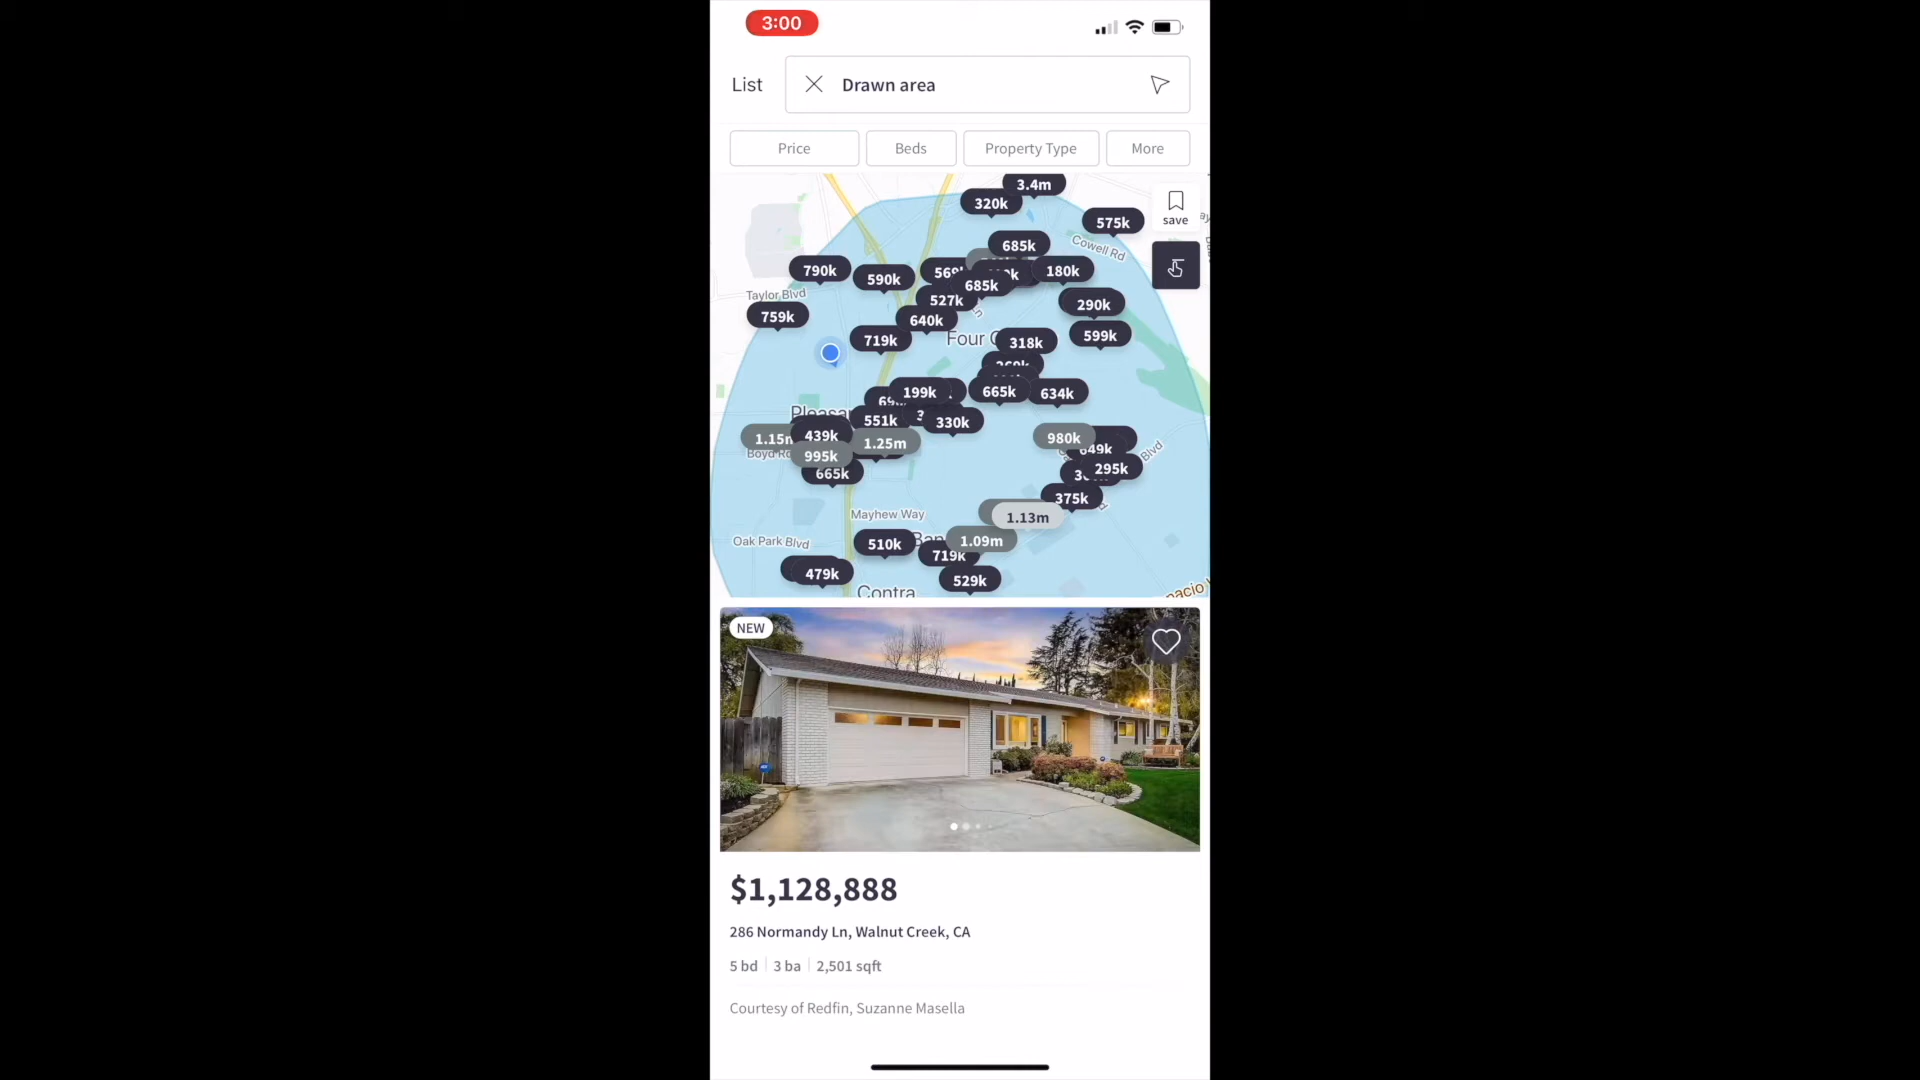 3:00
List
Drawn area
Price
Beds
Property Type
More
3.4m
320k
575k
save
685k
Cowell Rd
790k
590k
180k
685k
Taylor Blvd
527k
290k
759k
640k
599k
719k
Four
318k
199k
665k
634k
551k
330k
439k
1.25m
980k
995k
295k
665k
375k
Mayhew Way
1.13m
Oak Park Blvd
510k
1.09m
719k
479k
529k
Contra
NEW
$1,128,888
286 Normandy Ln, Walnut Creek, CA
5 bd
3 ba
2,501 sqft
Courtesy of Redfin, Suzanne Masella